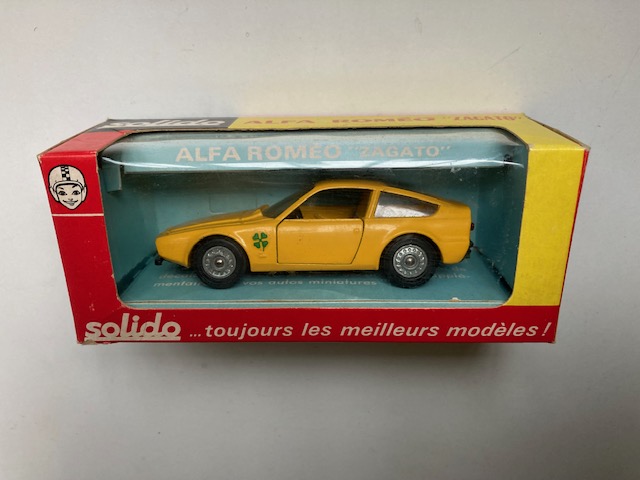 solido ALFA ROMEO "ZAGATO"
ALFA ROMEO "ZAGATO"
vos autos miniatures
solido ...toujours les meilleurs modèles!